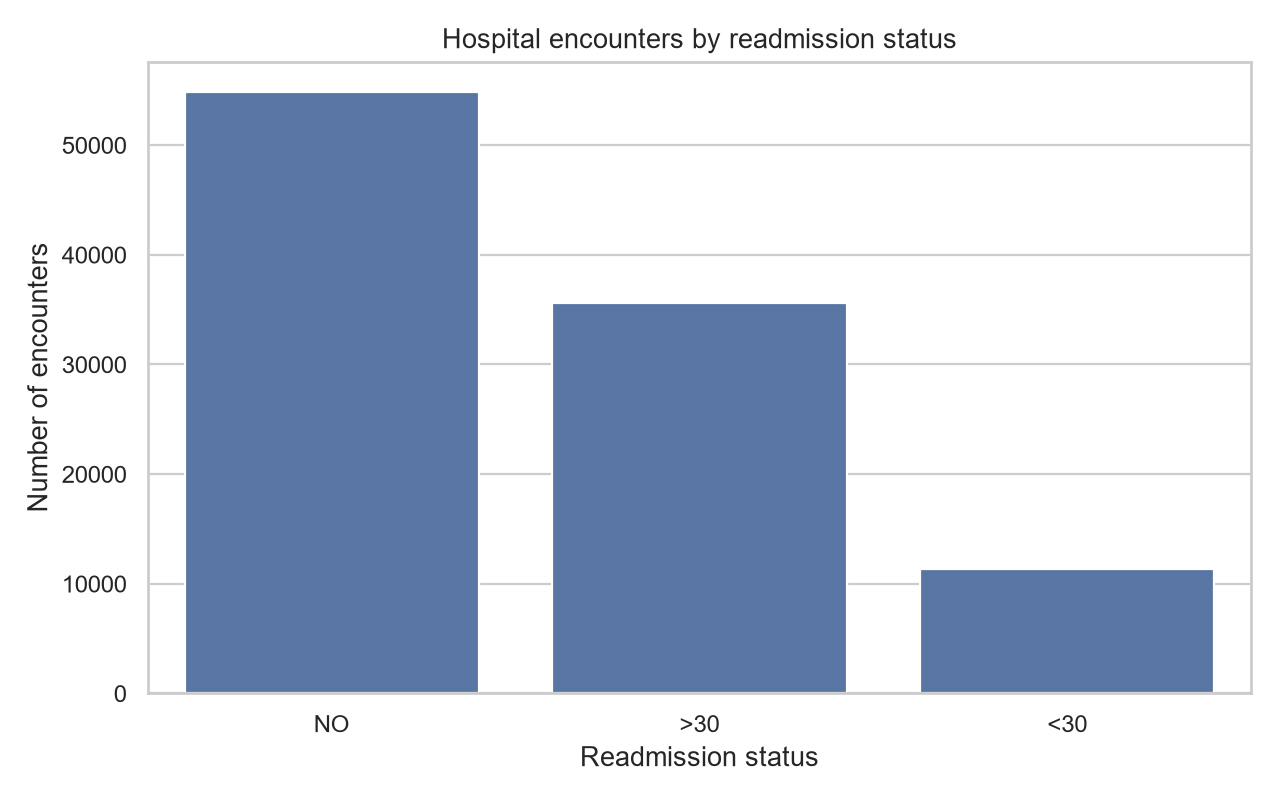 Hospital encounters by readmission status
Number of encounters
50000
40000
30000
20000
10000
0
NO
>30
<30
Readmission status